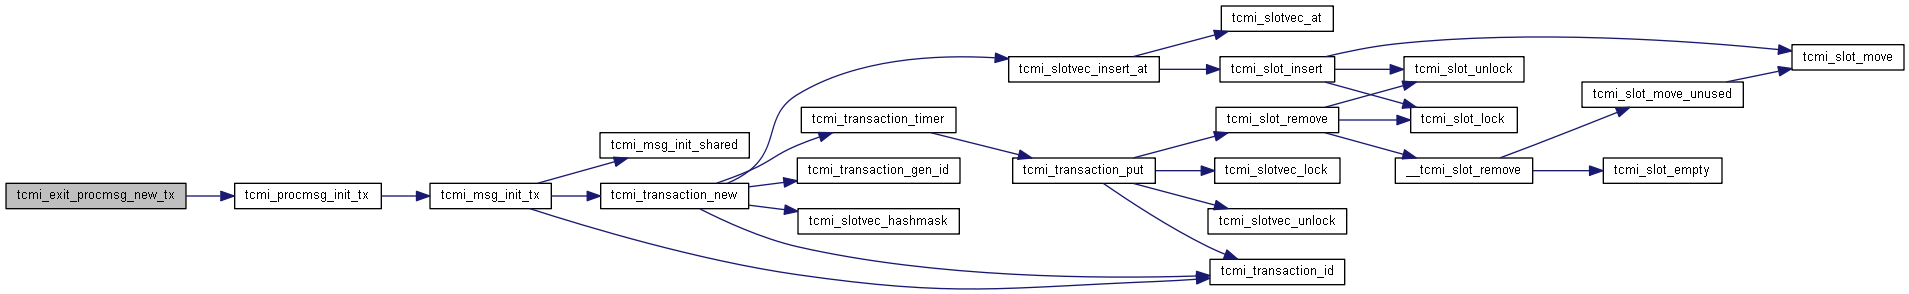 tcmi_exit_procmsg_new_tx
tcmi_procmsg_init_tx
tcmi_msg_init_tx
tcmi_msg_init_shared
tcmi_transaction_new
tcmi_transaction_timer
tcmi_transaction_gen_id
tcmi_slotvec_hashmask
tcmi_slotvec_insert_at
tcmi_transaction_put
tcmi_slotvec_at
tcmi_slot_insert
tcmi_slot_remove
tcmi_slotvec_lock
tcmi_slotvec_unlock
tcmi_transaction_id
tcmi_slot_unlock
tcmi_slot_lock
__tcmi_slot_remove
tcmi_slot_move_unused
tcmi_slot_empty
tcmi_slot_move